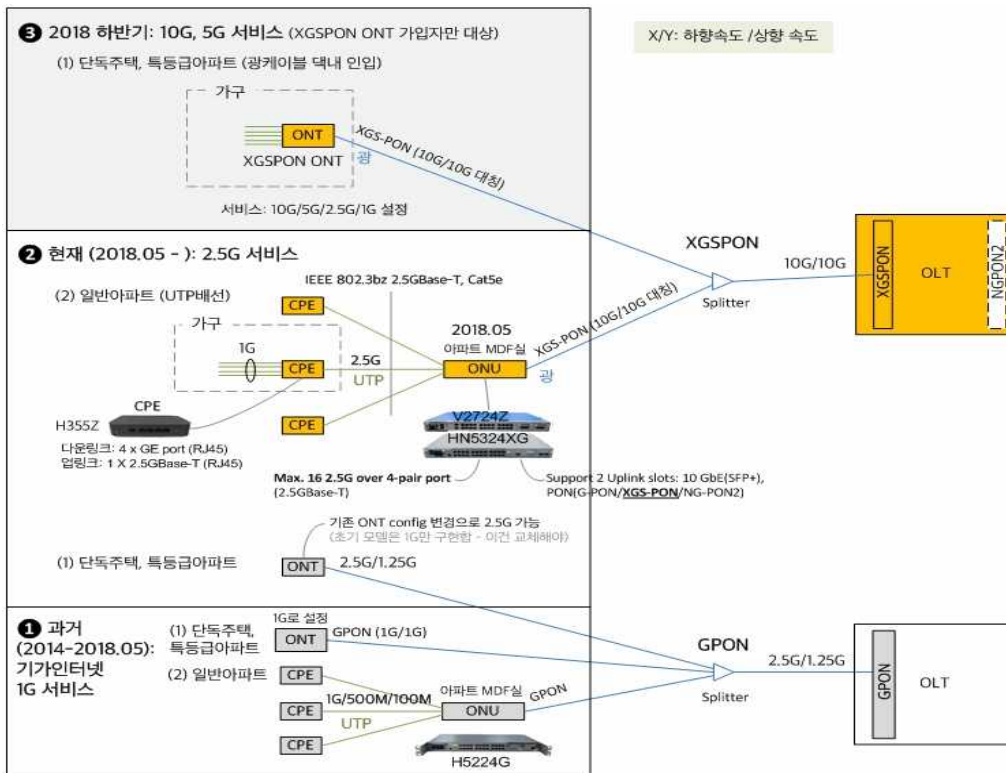 ❸ 2018 하반기: 10G, 5G 서비스 (XGSPON ONT 가입자만 대상)
X/Y: 하향속도 /상향 속도
(1) 단독주택, 특등급아파트 (광케이블 댁내 인입)
가구
ONT
XGSPON ONT
광
XGS-PON (10G/10G 대칭)
서비스: 10G/5G/2.5G/1G 설정
XGSPON
Splitter
10G/10G
XGSPON
OLT
NGPON2
❷ 현재 (2018.05 - ): 2.5G 서비스
IEEE 802.3bz 2.5GBase-T, Cat5e
(2) 일반아파트 (UTP배선)
CPE
가구
1G
CPE
2.5G
UTP
CPE
2018.05
아파트 MDF실
ONU
광
XGS-PON (10G/10G 대칭)
CPE
H355Z
다운링크: 4 x GE port (RJ45)
업링크: 1 X 2.5GBase-T (RJ45)
V2724Z
HN5324XG
Max. 16 2.5G over 4-pair port
(2.5GBase-T)
Support 2 Uplink slots: 10 GbE(SFP+),
PON(G-PON/XGS-PON/NG-PON2)
기존 ONT config 변경으로 2.5G 가능
(초기 모델은 1G만 구현함 - 이건 교체해야)
(1) 단독주택, 특등급아파트
ONT
2.5G/1.25G
❶ 과거
(2014-2018.05):
기가인터넷
1G 서비스
(1) 단독주택,
특등급아파트
1G로 설정
ONT
GPON (1G/1G)
(2) 일반아파트
CPE
CPE
CPE
1G/500M/100M
UTP
아파트 MDF실
ONU
GPON
H5224G
GPON
Splitter
2.5G/1.25G
GPON
OLT